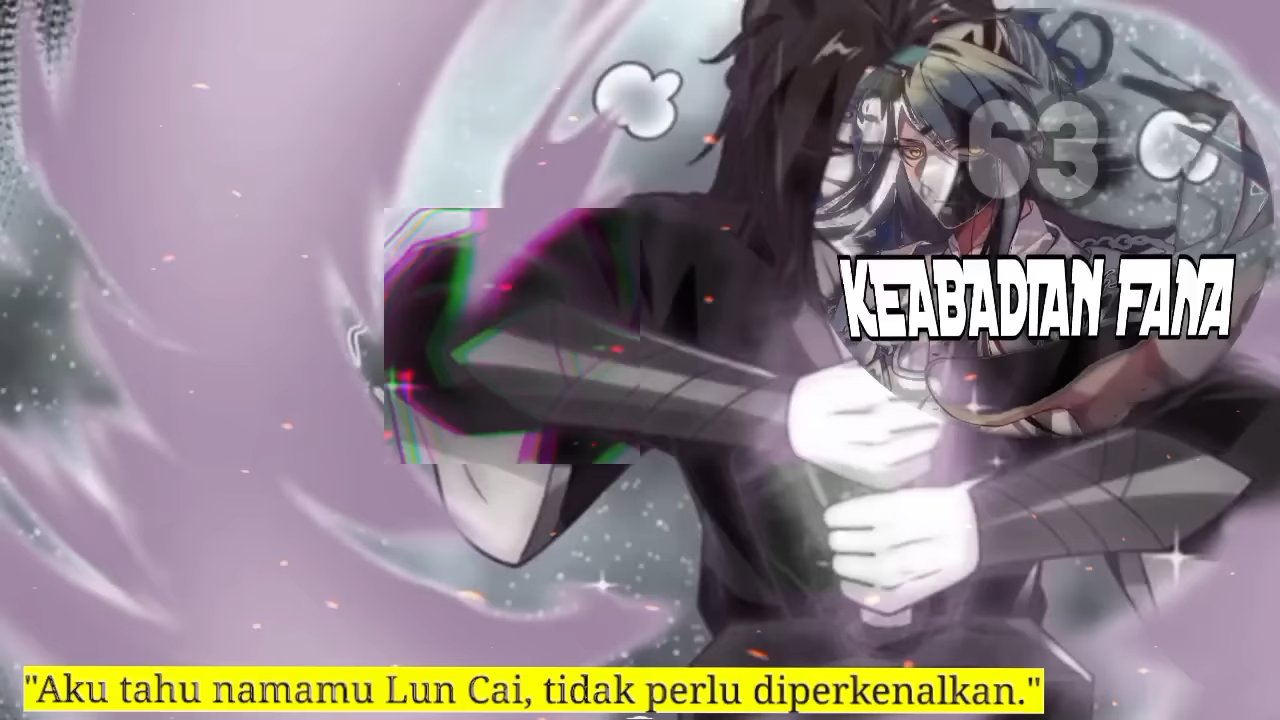 63
KEABADIAN FANA
"Aku tahu namamu Lun Cai, tidak perlu diperkenalkan."